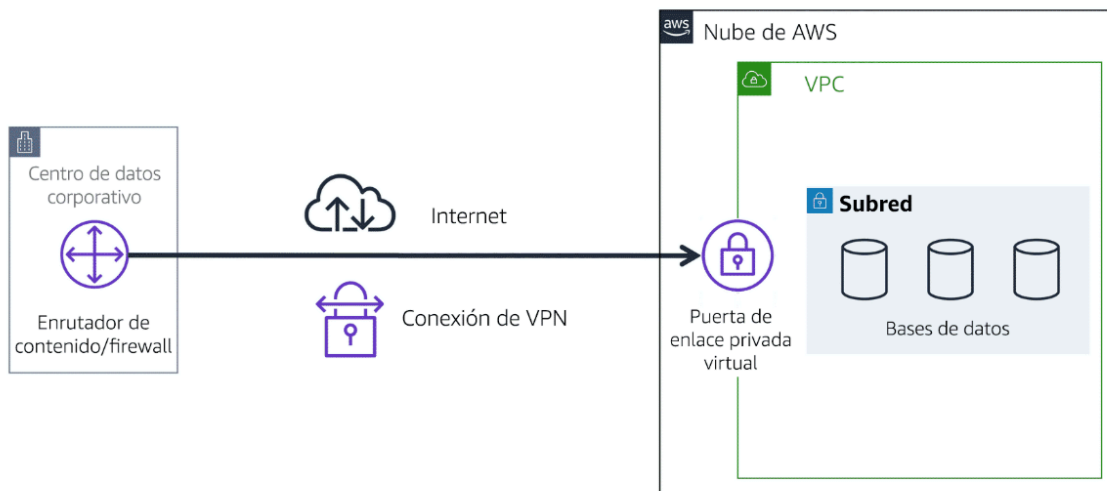 aws
Nube de AWS
VPC
Centro de datos
corporativo
Enrutador de
contenido/firewall
Internet
Conexión de VPN
Puerta de
enlace privada
virtual
Subred
Bases de datos